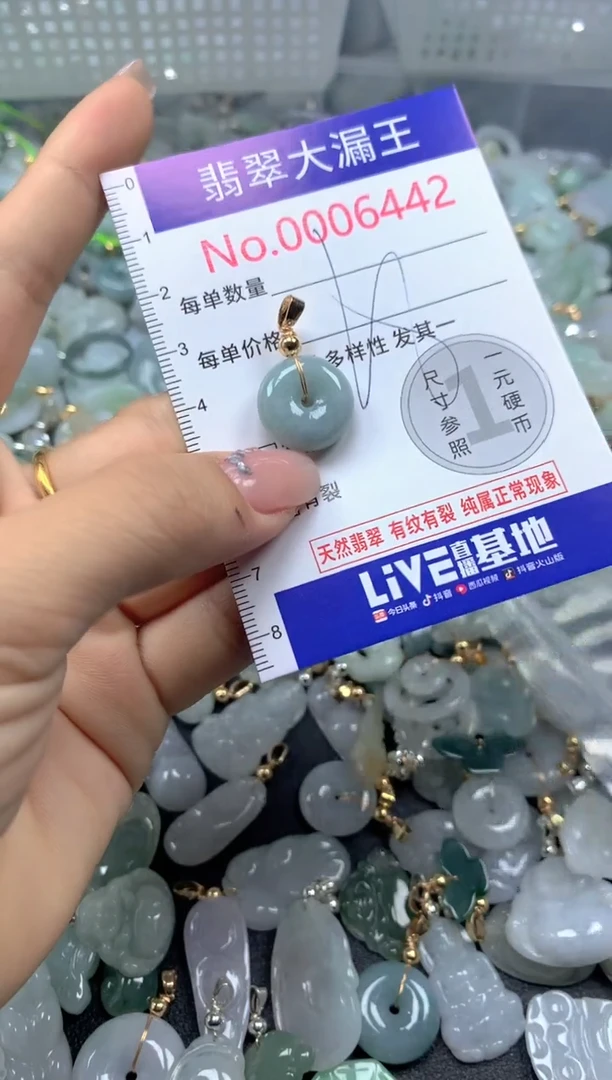 翡翠大漏王
No.0006442
0
1
2
3
4
7
8
每单数量
每单价格
多样性 发其一
1
尺寸参照
一元硬币
有裂
天然翡翠 有纹有裂 纯属正常现象
LiVE直播基地
今日头条 抖音 西瓜视频 抖音火山版